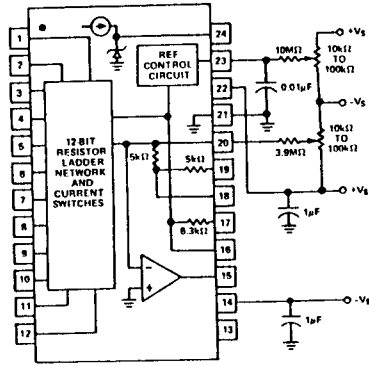 1
2
3
4
5
6
7
8
9
10
11
12
12-BIT
RESISTOR
LADDER
NETWORK
AND
CURRENT
SWITCHES
REF
CONTROL
CIRCUIT
5kΩ
5kΩ
6.3kΩ
−
+
24
23
22
21
20
19
18
17
16
15
14
13
10MΩ
0.01μF
3.9MΩ
1μF
1μF
+VS
10kΩ
TO
100kΩ
-VS
10kΩ
TO
100kΩ
+VS
-VS